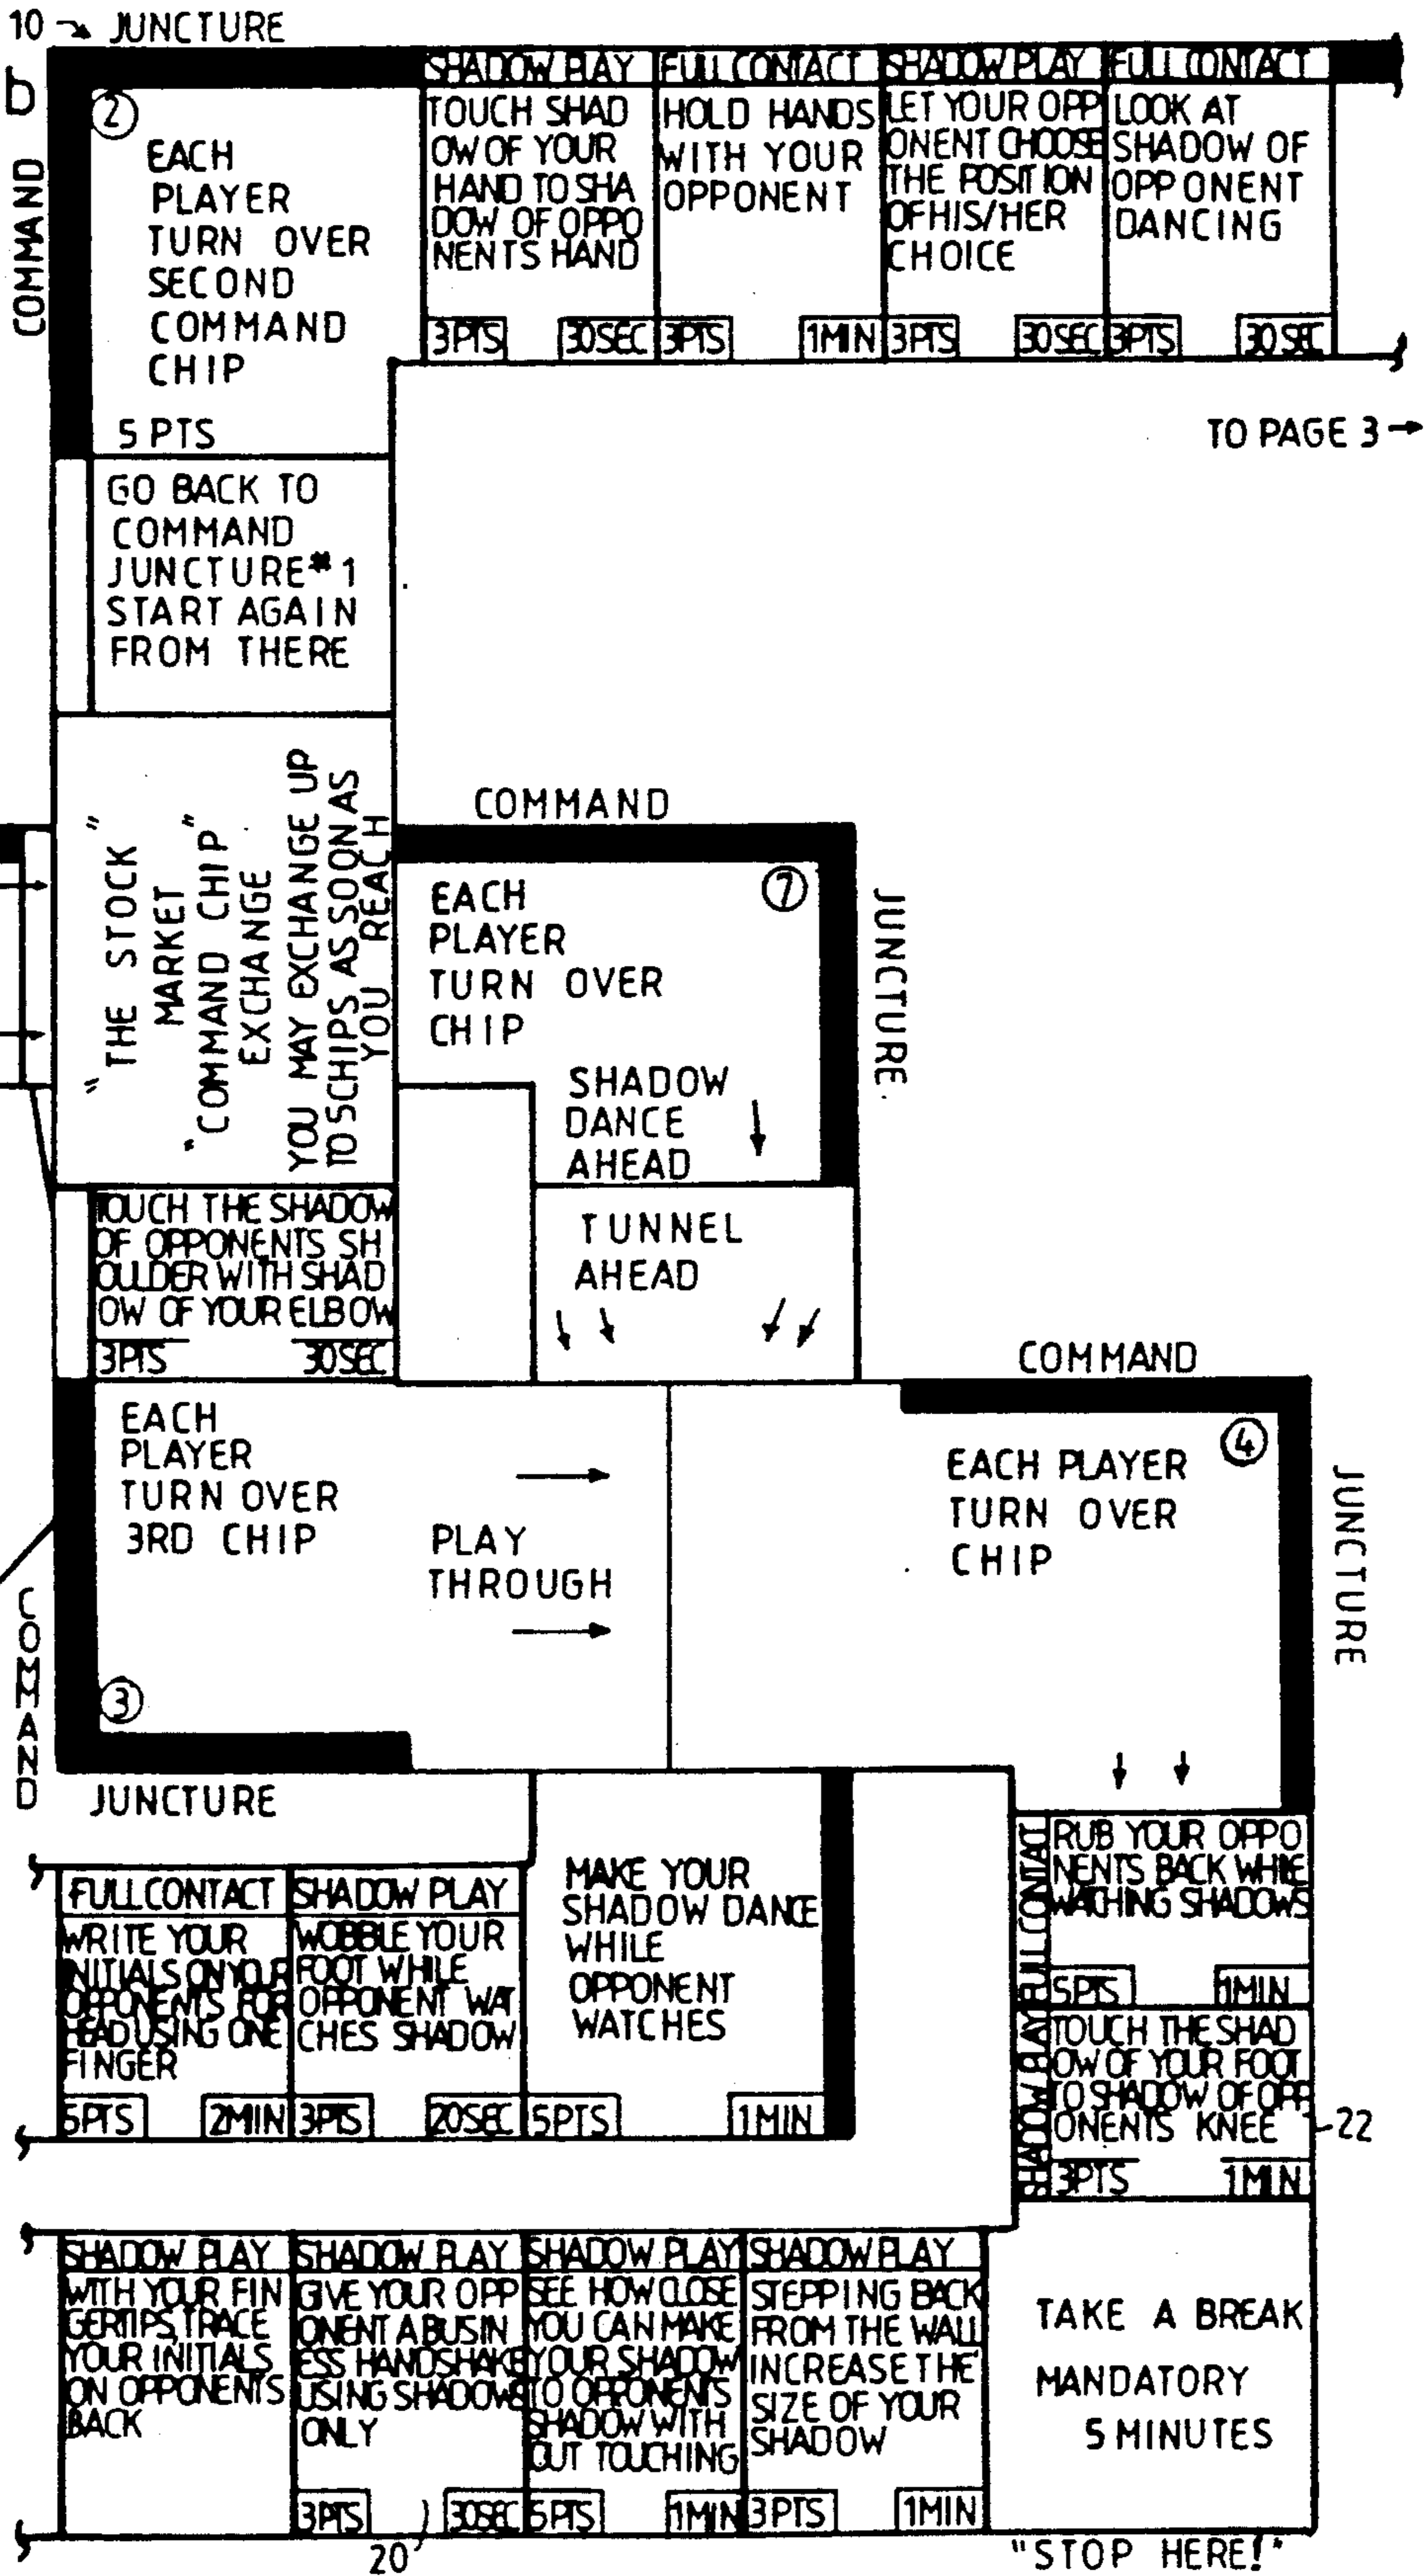 10 JUNCTURE
b
COMMAND
2
EACH
PLAYER
TURN OVER
SECOND
COMMAND
CHIP
5 PTS
SHADOW PLAY
TOUCH SHAD
OW OF YOUR
HAND TO SHA
DOW OF OPPO
NENTS HAND
3PTS 30SEC
FULL CONTACT
HOLD HANDS
WITH YOUR
OPPONENT
3PTS 1MIN
SHADOW PLAY
LET YOUR OPP
ONENT CHOOSE
THE POSITION
OF HIS/HER
CHOICE
3PTS 30SEC
FULL CONTACT
LOOK AT
SHADOW OF
OPPONENT
DANCING
3PTS 30SEC
TO PAGE 3
GO BACK TO
COMMAND
JUNCTURE #1
START AGAIN
FROM THERE
" THE STOCK "
MARKET
"COMMAND CHIP"
EXCHANGE
YOU MAY EXCHANGE UP
TO 5 CHIPS AS SOON AS
YOU REACH
COMMAND
JUNCTURE
7
EACH
PLAYER
TURN OVER
CHIP
SHADOW
DANCE
AHEAD
TUNNEL
AHEAD
TOUCH THE SHADOW
OF OPPONENTS SH
OULDER WITH SHAD
OW OF YOUR ELBOW
3PTS 30SEC
EACH
PLAYER
TURN OVER
3RD CHIP
PLAY
THROUGH
3
COMMAND
JUNCTURE
COMMAND
4
EACH PLAYER
TURN OVER
CHIP
JUNCTURE
FULL CONTACT
WRITE YOUR
INITIALS ON YOUR
OPPONENTS FOR
HEAD USING ONE
FINGER
5PTS 2MIN
SHADOW PLAY
WOBBLE YOUR
FOOT WHILE
OPPONENT WAT
CHES SHADOW
3PTS 20SEC
MAKE YOUR
SHADOW DANCE
WHILE
OPPONENT
WATCHES
5PTS 1MIN
FULL CONTACT
RUB YOUR OPPO
NENTS BACK WHILE
WATCHING SHADOWS
5PTS 1MIN
SHADOW PLAY
TOUCH THE SHAD
OW OF YOUR FOOT
TO SHADOW OF OPP
ONENTS KNEE
3PTS 1MIN
22
SHADOW PLAY
WITH YOUR FIN
GERTIPS, TRACE
YOUR INITIALS
ON OPPONENTS
BACK
SHADOW PLAY
GIVE YOUR OPP
ONENT A BUSIN
ESS HANDSHAKE
USING SHADOWS
ONLY
3PTS 30SEC
SHADOW PLAY
SEE HOW CLOSE
YOU CAN MAKE
YOUR SHADOW
TO OPPONENTS
SHADOW WITH
OUT TOUCHING
5PTS 1MIN
SHADOW PLAY
STEPPING BACK
FROM THE WALL
INCREASE THE
SIZE OF YOUR
SHADOW
3PTS 1MIN
TAKE A BREAK
MANDATORY
5 MINUTES
20
"STOP HERE!"